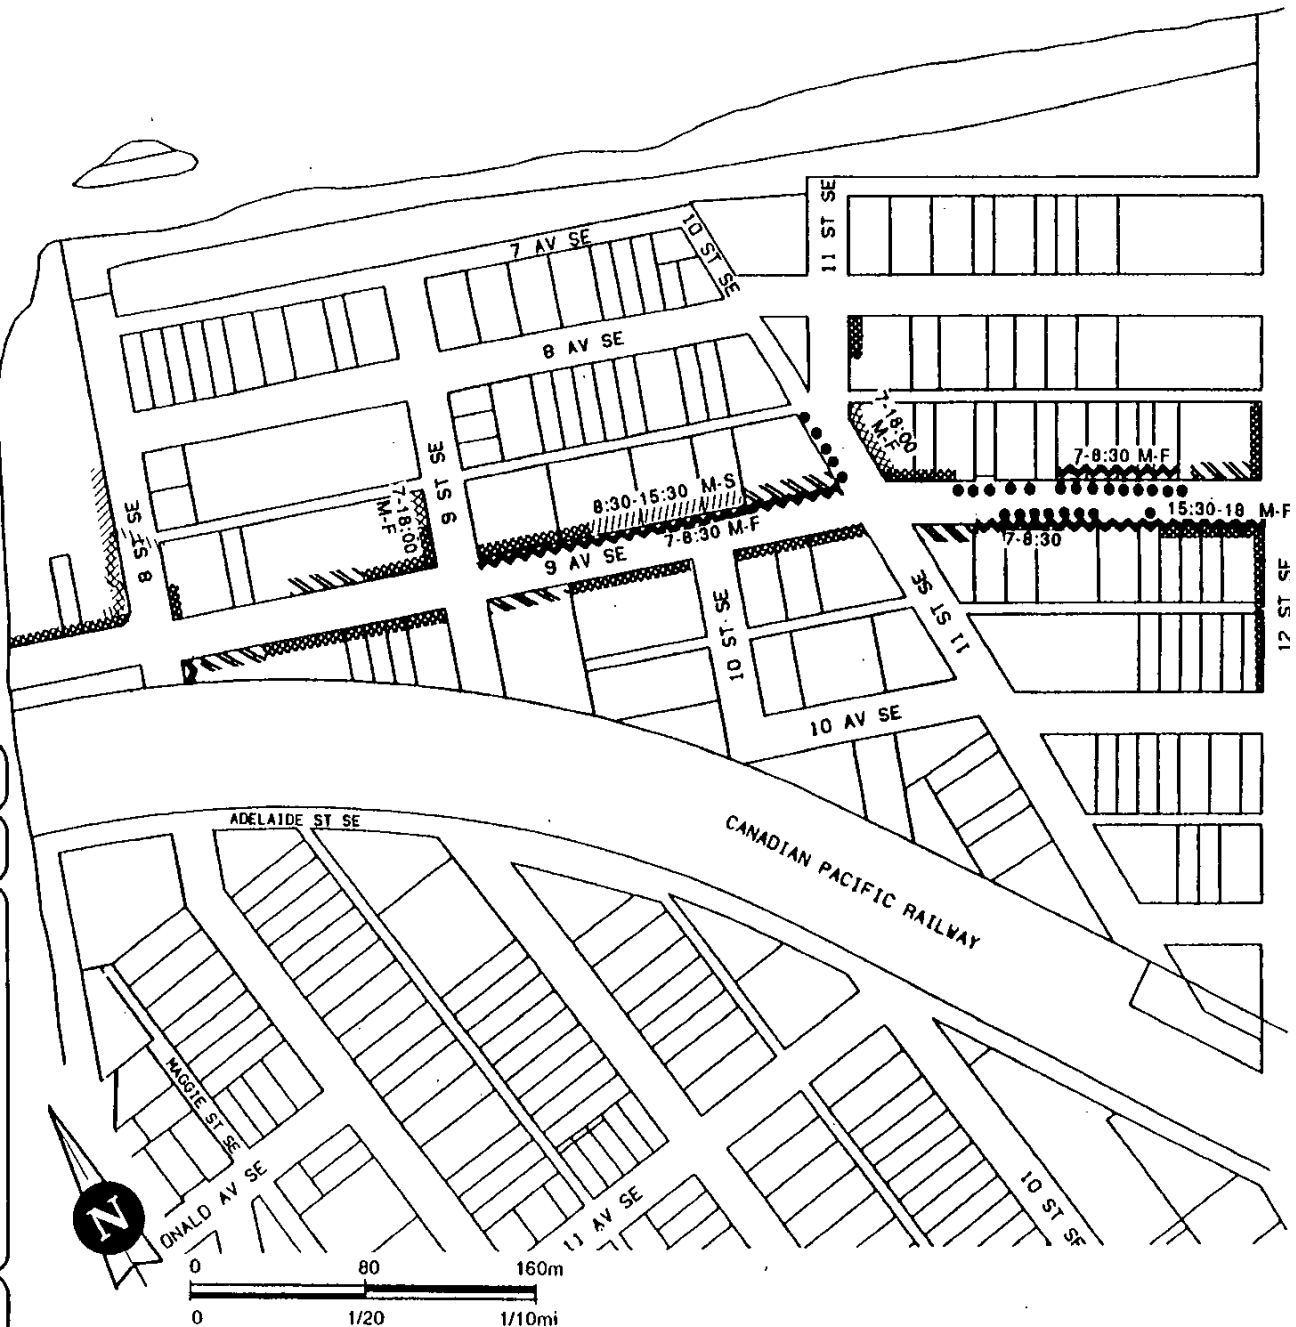 11 ST SE
10 ST SE
7 AV SE
8 AV SE
7-18:00
M-F
7-8:30 M-F
9 ST SE
8:30-15:30 M-S
7-18:00
M-F
15:30-18 M-F
7-8:30 M-F
7-8:30
8 ST SE
9 AV SE
10 ST SE
11 ST SE
12 ST SE
10 AV SE
ADELAIDE ST SE
CANADIAN PACIFIC RAILWAY
MAGGIE ST SE
10 ST SE
ONALD AV SE
11 AV SE
N
0 80 160m
0 1/20 1/10mi